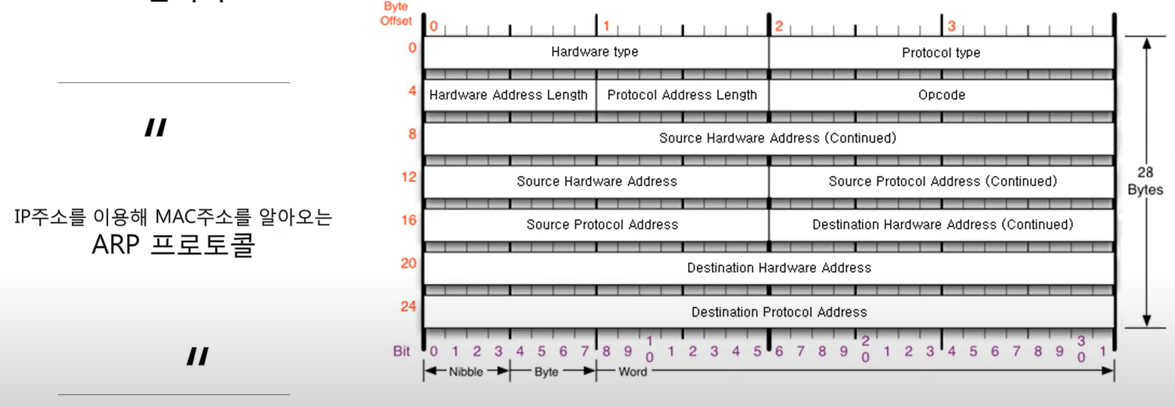 "
IP주소를 이용해 MAC주소를 알아오는
ARP 프로토콜
"
Byte
Offset
0 1 2 3
0 Hardware type Protocol type
4 Hardware Address Length Protocol Address Length Opcode
8 Source Hardware Address (Continued)
12 Source Hardware Address Source Protocol Address (Continued)
16 Source Protocol Address Destination Hardware Address (Continued)
20 Destination Hardware Address
24 Destination Protocol Address
Bit 0 1 2 3 4 5 6 7 8 9 10 1 2 3 4 5 6 7 8 9 20 1 2 3 4 5 6 7 8 9 30 1
Nibble Byte Word
28
Bytes